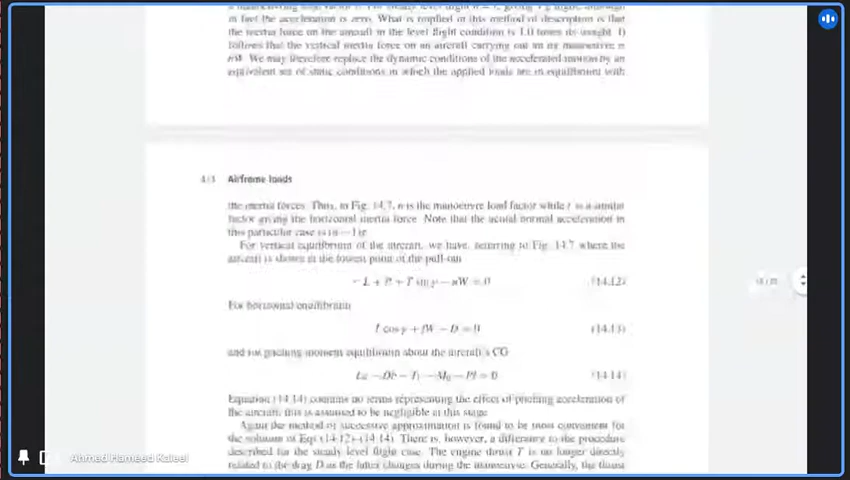 in fact the acceleration is zero. What is implied in this method of description is that
the inertia force on the aircraft in the level flight condition is 1.0 times its weight. It
follows that the vertical inertia force on an aircraft carrying out an ng manoeuvre is
nW. We may therefore replace the dynamic conditions of the accelerated motion by an
equivalent set of static conditions in which the applied loads are in equilibrium with
Airframe loads
the inertia forces. Thus, in Fig. 14.7, n is the manoeuvre load factor while f is a similar
factor giving the horizontal inertia force. Note that the actual normal acceleration in
this particular case is (n − 1)g.
For vertical equilibrium of the aircraft, we have, referring to Fig. 14.7 where the
aircraft is shown at the lowest point of the pull-out
L + P + T sin γ − nW = 0 (14.12)
For horizontal equilibrium
T cos γ + fW − D = 0 (14.13)
and for pitching moment equilibrium about the aircraft's CG
(14.14)
Equation (14.14) contains no terms representing the effect of pitching acceleration of
the aircraft; this is assumed to be negligible at this stage.
Again the method of successive approximation is found to be most convenient for
the solution of Eqs (14.12)–(14.14). There is, however, a difference to the procedure
described for the steady level flight case. The engine thrust T is no longer directly
related to the drag D as the latter changes during the manoeuvre. Generally, the thrust
Ahmed Hameed Kaleel